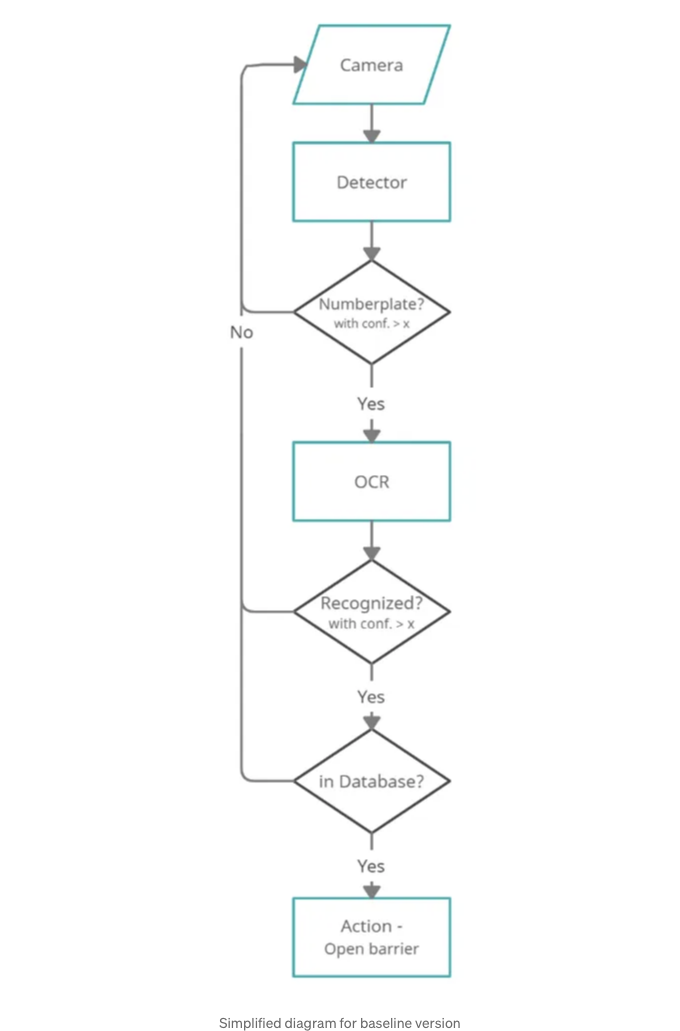 Camera
Detector
Numberplate?
with conf. > x
No
Yes
OCR
Recognized?
with conf. > x
Yes
in Database?
Yes
Action -
Open barrier
Simplified diagram for baseline version